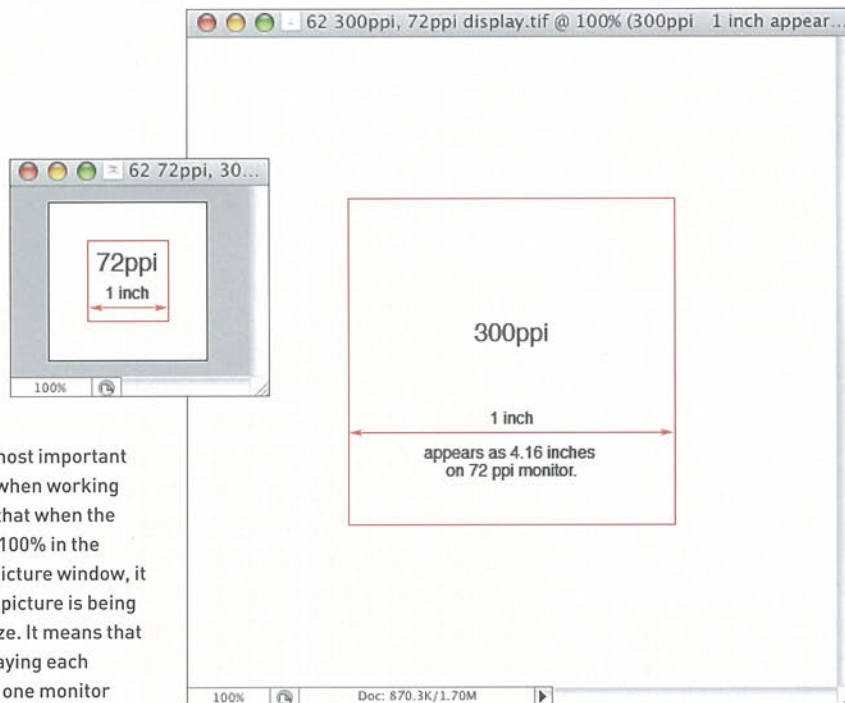 62 300ppi, 72ppi display.tif @ 100% (300ppi 1 inch appear...
62 72ppi, 30...
72ppi
1 inch
100%
300ppi
1 inch
appears as 4.16 inches
on 72 ppi monitor.
100%
Doc: 870.3K/1.70M
most important
when working
that when the
100% in the
picture window, it
picture is being
ze. It means that
aying each
one monitor